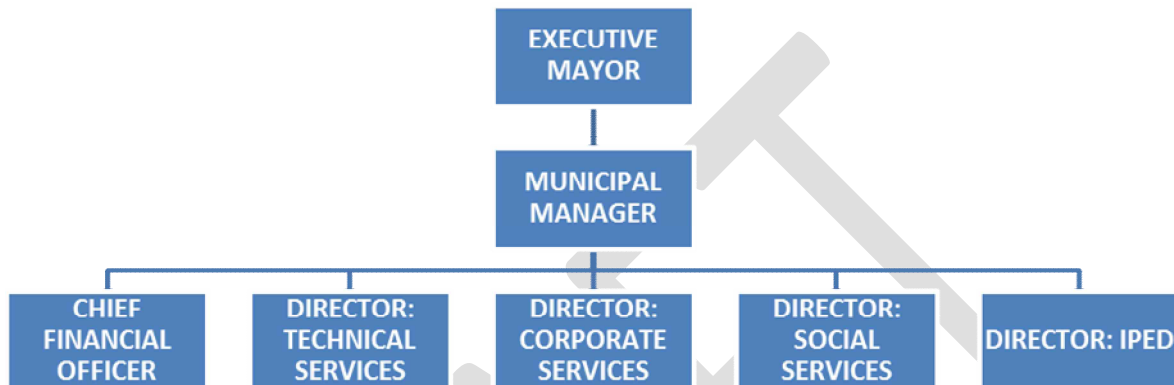 EXECUTIVE
MAYOR
MUNICIPAL
MANAGER
CHIEF
FINANCIAL
OFFICER
DIRECTOR:
TECHNICAL
SERVICES
DIRECTOR:
CORPORATE
SERVICES
DIRECTOR:
SOCIAL
SERVICES
DIRECTOR: IPED